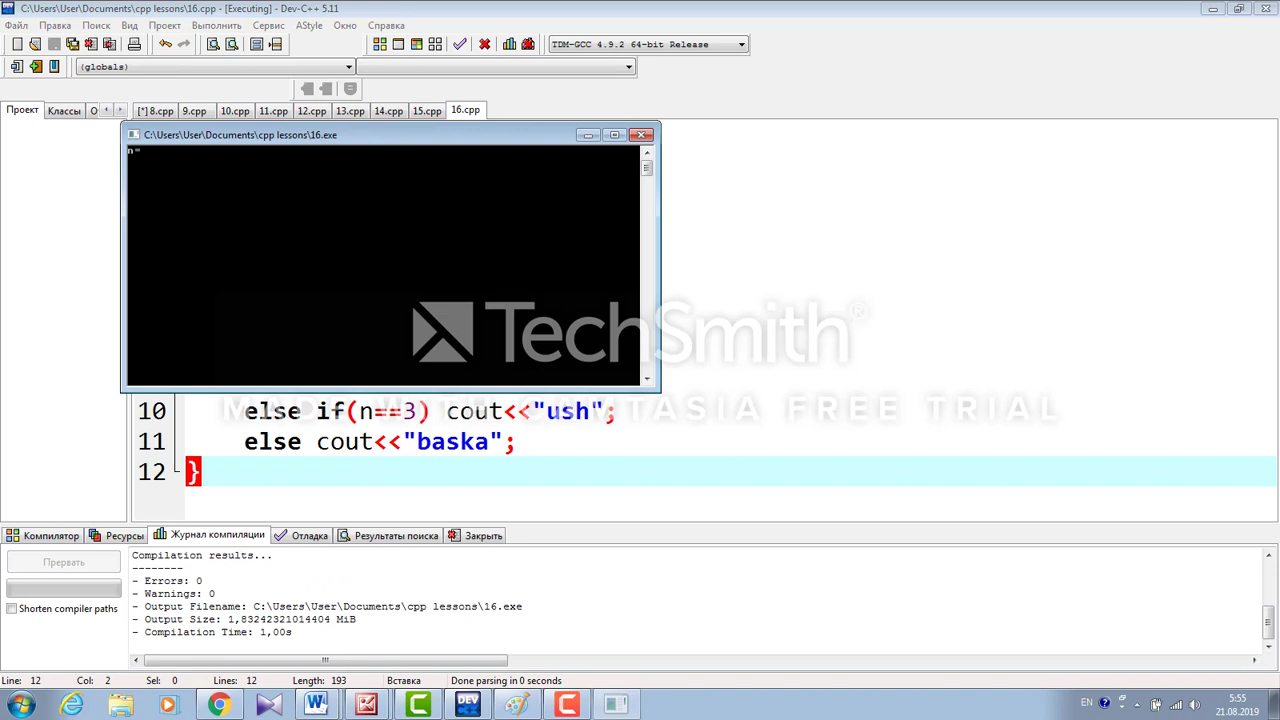 C:\Users\User\Documents\cpp lessons\16.cpp - [Executing] - Dev-C++ 5.11
Файл Правка Поиск Вид Проект Выполнить Сервис AStyle Окно Справка
TDM-GCC 4.9.2 64-bit Release
(globals)
Проект Классы О [*] 8.cpp 9.cpp 10.cpp 11.cpp 12.cpp 13.cpp 14.cpp 15.cpp 16.cpp
C:\Users\User\Documents\cpp lessons\16.exe
n=
TechSmith®
MADE WITH CAMTASIA FREE TRIAL
10 else if(n==3) cout<<"ush";
11 else cout<<"baska";
12 }
Компилятор Ресурсы Журнал компиляции Отладка Результаты поиска Закрыть
Прервать
Shorten compiler paths
Compilation results...
--------
- Errors: 0
- Warnings: 0
- Output Filename: C:\Users\User\Documents\cpp lessons\16.exe
- Output Size: 1,83242321014404 MiB
- Compilation Time: 1,00s
Line: 12 Col: 2 Sel: 0 Lines: 12 Length: 193 Вставка Done parsing in 0 seconds
EN 5:55
21.08.2019